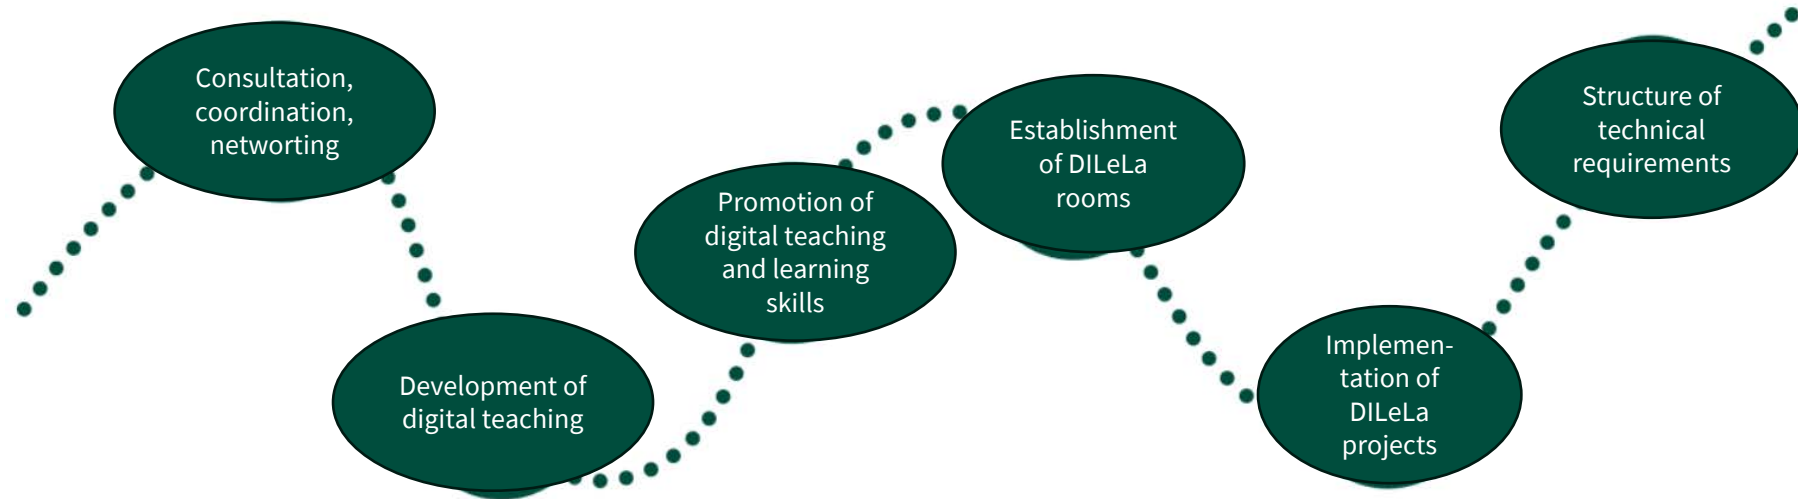 Consultation,
coordination,
networting
Development of
digital teaching
Promotion of
digital teaching
and learning
skills
Establishment
of DILeLa
rooms
Implemen-
tation of
DILeLa
projects
Structure of
technical
requirements